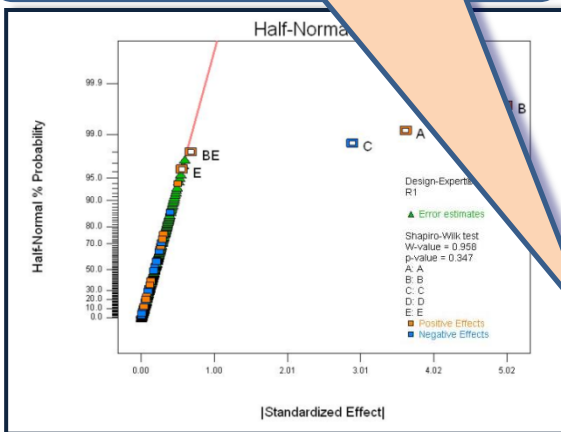 Half-Norma
Half-Normal % Probability
99.9
99.0
95.0
90.0
80.0
70.0
50.0
30.0
20.0
10.0
0.0
B
A
C
BE
E
R1
Error estimates
Shapiro-Wilk test
W-value = 0.958
p-value = 0.347
A: A
B: B
C: C
D: D
E: E
Positive Effects
Negative Effects
0.00 1.00 2.01 3.01 4.02 5.02
|Standardized Effect|